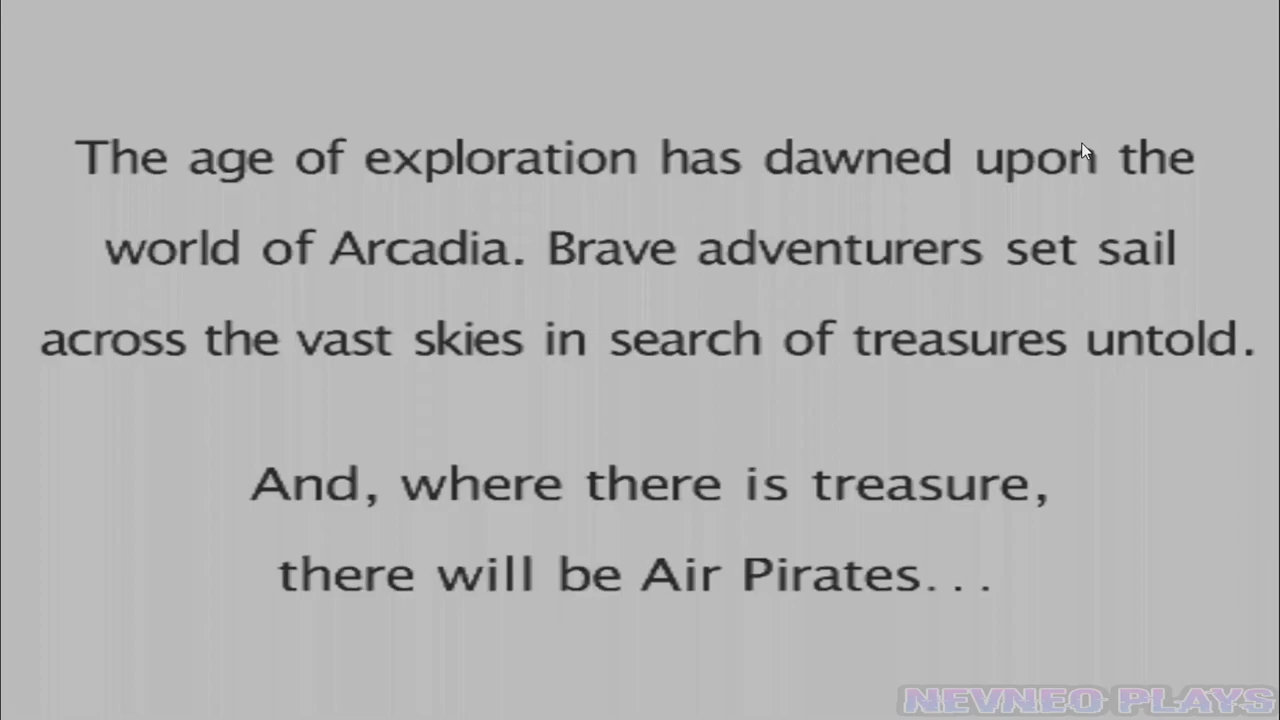 The age of exploration has dawned upon the
world of Arcadia. Brave adventurers set sail
across the vast skies in search of treasures untold.
And, where there is treasure,
there will be Air Pirates...
NEVNEO PLAYS